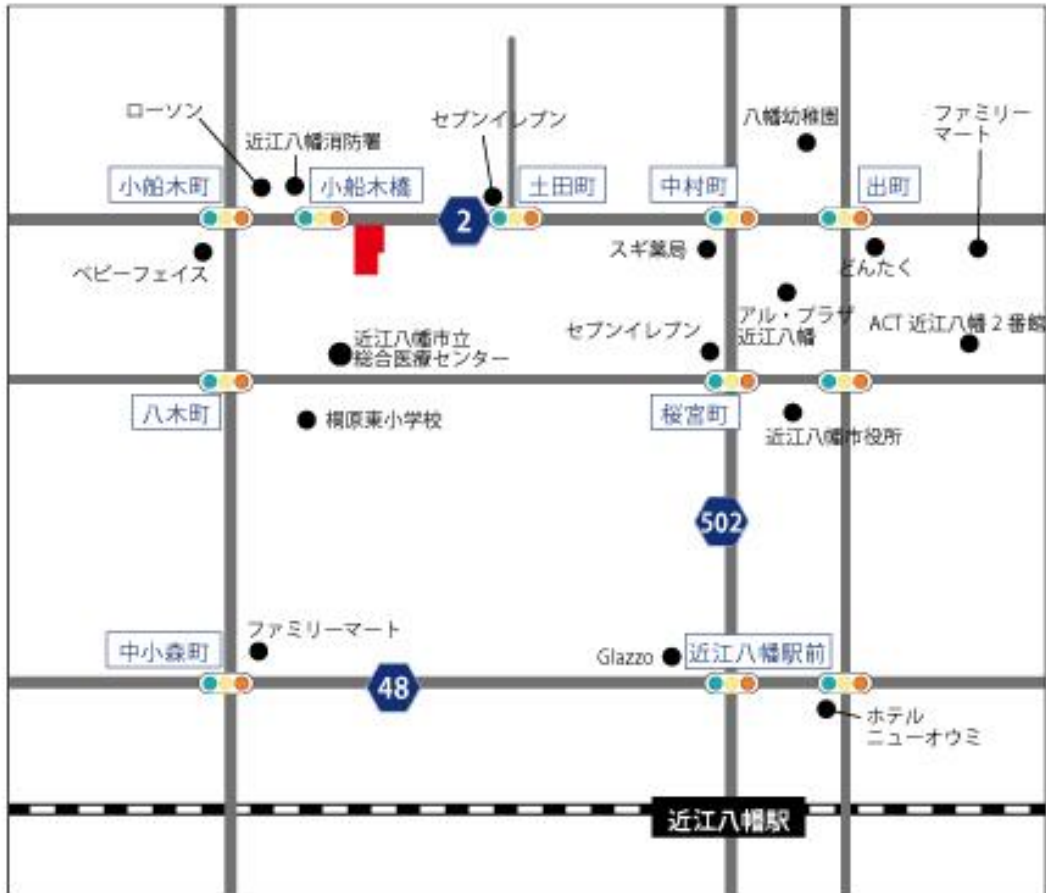 ローソン
近江八幡消防署
セブンイレブン
八幡幼稚園
ファミリー
マート
小船木町
小船木橋
土田町
中村町
出町
2
ベビーフェイス
スギ薬局
どんたく
近江八幡市立
総合医療センター
セブンイレブン
アル・プラザ
近江八幡
ACT 近江八幡 2 番館
八木町
桐原東小学校
桜宮町
近江八幡市役所
502
中小森町
ファミリーマート
48
Glazzo
近江八幡駅前
ホテル
ニューオウミ
近江八幡駅